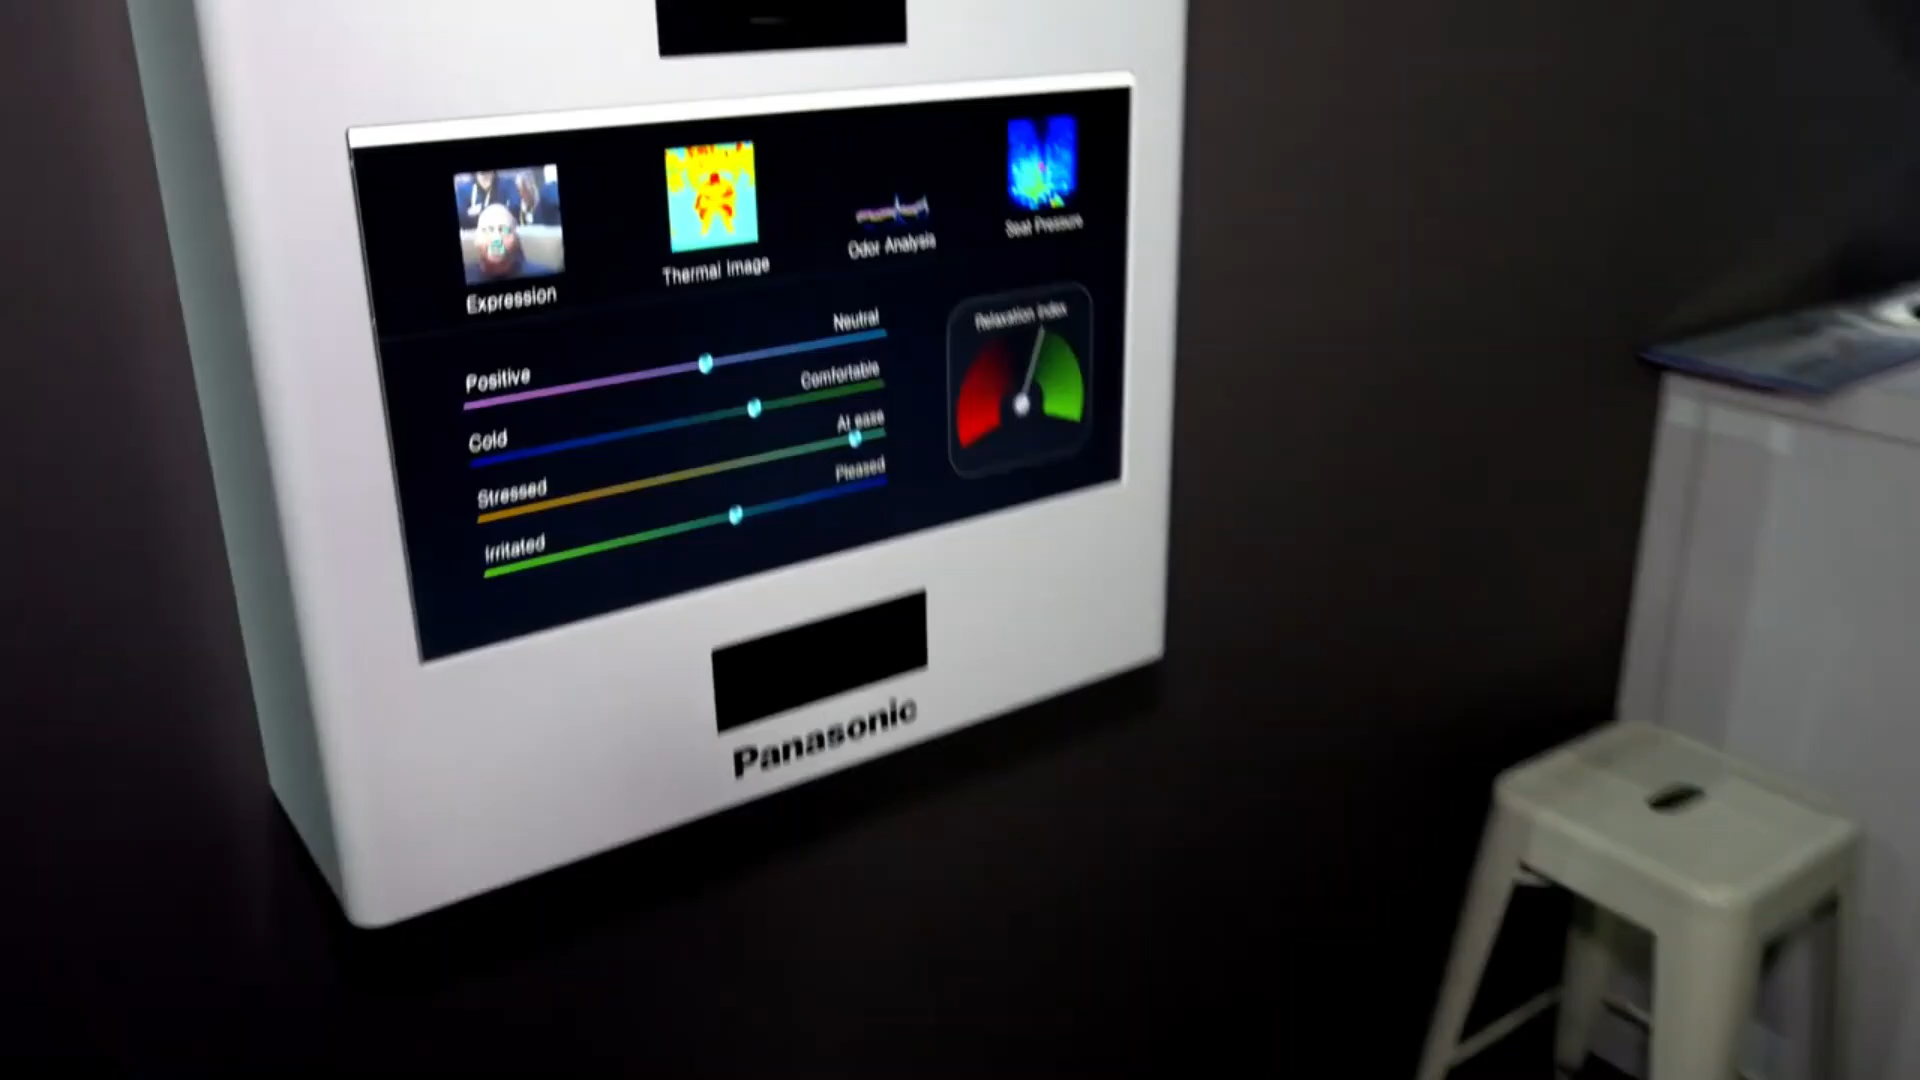 Expression
Thermal Image
Odor Analysis
Seat Pressure
Positive
Neutral
Cold
Comfortable
Stressed
At ease
Irritated
Pleased
Relaxation Index
Panasonic